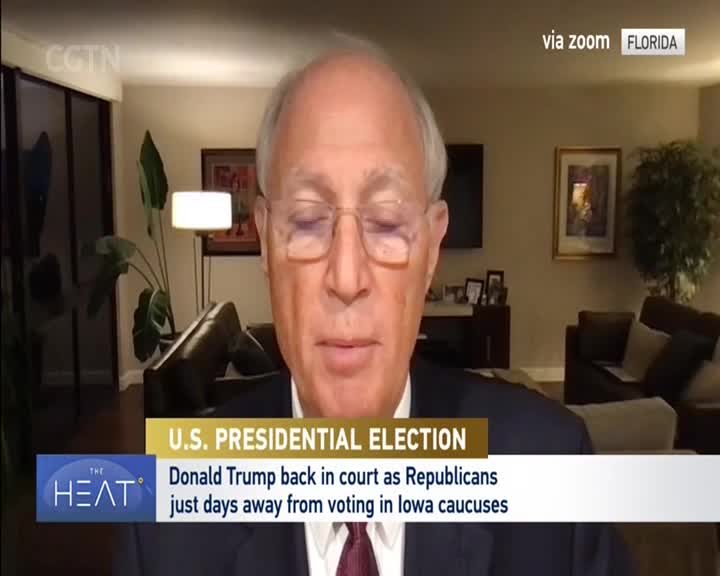 CGTN
via zoom
FLORIDA
U.S. PRESIDENTIAL ELECTION
THE
HEAT
Donald Trump back in court as Republicans
just days away from voting in Iowa caucuses